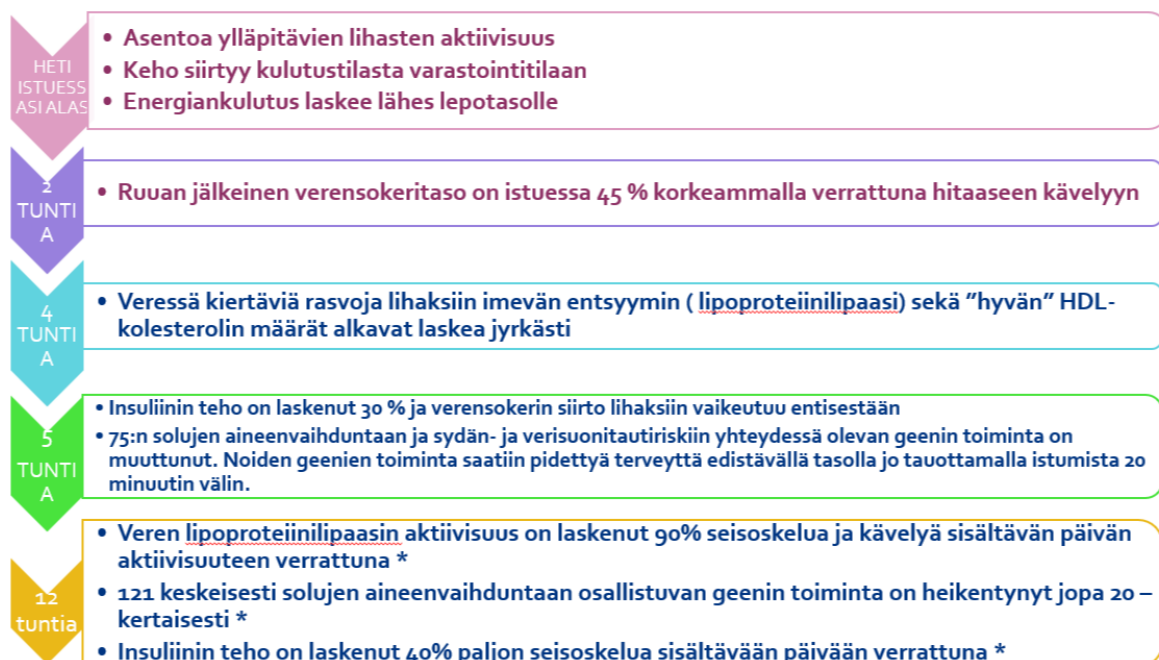 HETI
ISTUESS
ASI ALAS
• Asentoa ylläpitävien lihasten aktiivisuus
• Keho siirtyy kulutustilasta varastointitilaan
• Energiankulutus laskee lähes lepotasolle
2
TUNTI
A
• Ruuan jälkeinen verensokeritaso on istuessa 45 % korkeammalla verrattuna hitaaseen kävelyyn
4
TUNTI
A
• Veressä kiertäviä rasvoja lihaksiin imevän entsyymin ( lipoproteiinilipaasi) sekä ”hyvän” HDL-
kolesterolin määrät alkavat laskea jyrkästi
5
TUNTI
A
• Insuliinin teho on laskenut 30 % ja verensokerin siirto lihaksiin vaikeutuu entisestään
• 75:n solujen aineenvaihduntaan ja sydän- ja verisuonitautiriskiin yhteydessä olevan geenin toiminta on
muuttunut. Noiden geenien toiminta saatiin pidettyä terveyttä edistävällä tasolla jo tauottamalla istumista 20
minuutin välin.
12
tuntia
• Veren lipoproteiinilipaasin aktiivisuus on laskenut 90% seisoskelua ja kävelyä sisältävän päivän
aktiivisuuteen verrattuna *
• 121 keskeisesti solujen aineenvaihduntaan osallistuvan geenin toiminta on heikentynyt jopa 20 –
kertaisesti *
• Insuliinin teho on laskenut 40% paljon seisoskelua sisältävään päivään verrattuna *